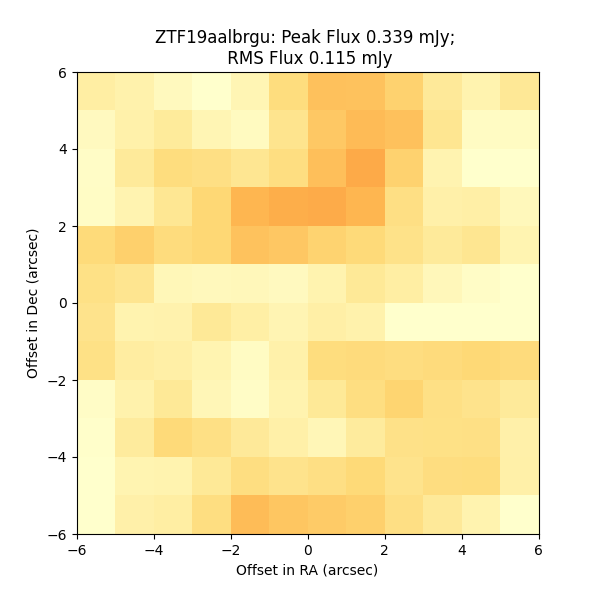 ZTF19aalbrgu: Peak Flux 0.339 mJy;
RMS Flux 0.115 mJy
6
4
2
0
−2
−4
−6
Offset in Dec (arcsec)
−6 −4 −2 0 2 4 6
Offset in RA (arcsec)